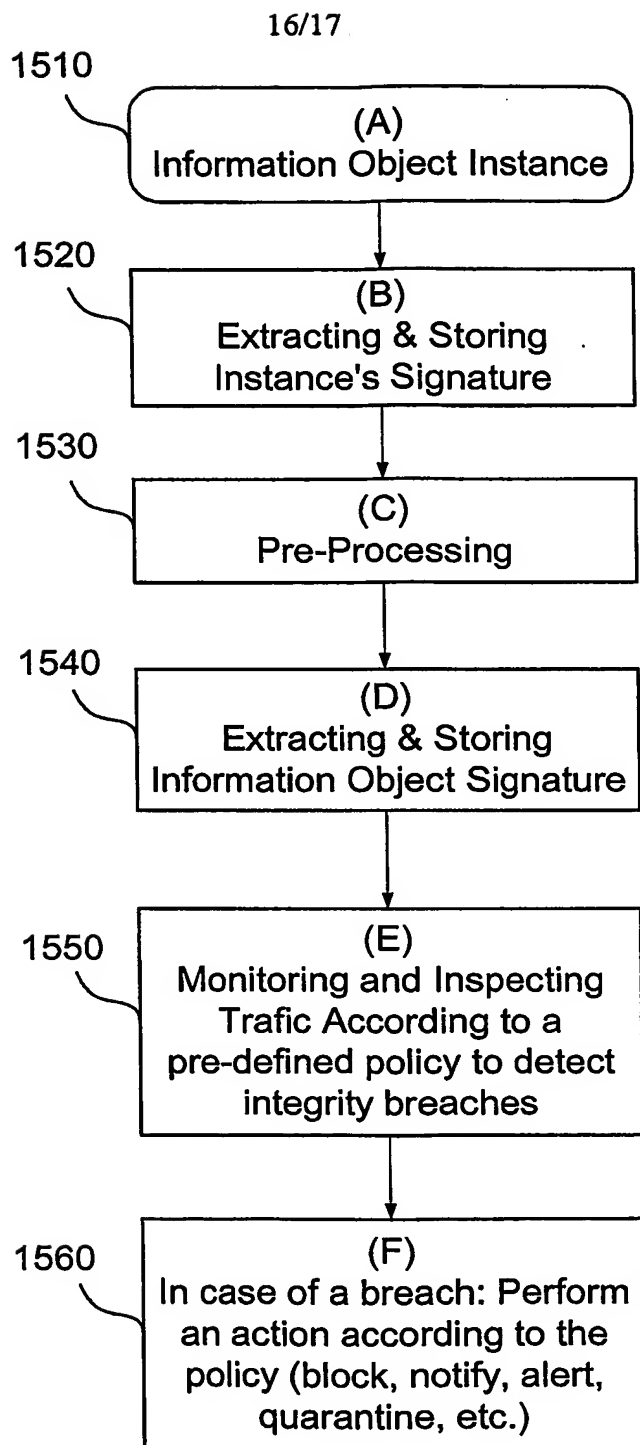 16/17
1510
(A)
Information Object Instance
1520
(B)
Extracting & Storing
Instance's Signature
1530
(C)
Pre-Processing
1540
(D)
Extracting & Storing
Information Object Signature
1550
(E)
Monitoring and Inspecting
Trafic According to a
pre-defined policy to detect
integrity breaches
1560
(F)
In case of a breach: Perform
an action according to the
policy (block, notify, alert,
quarantine, etc.)